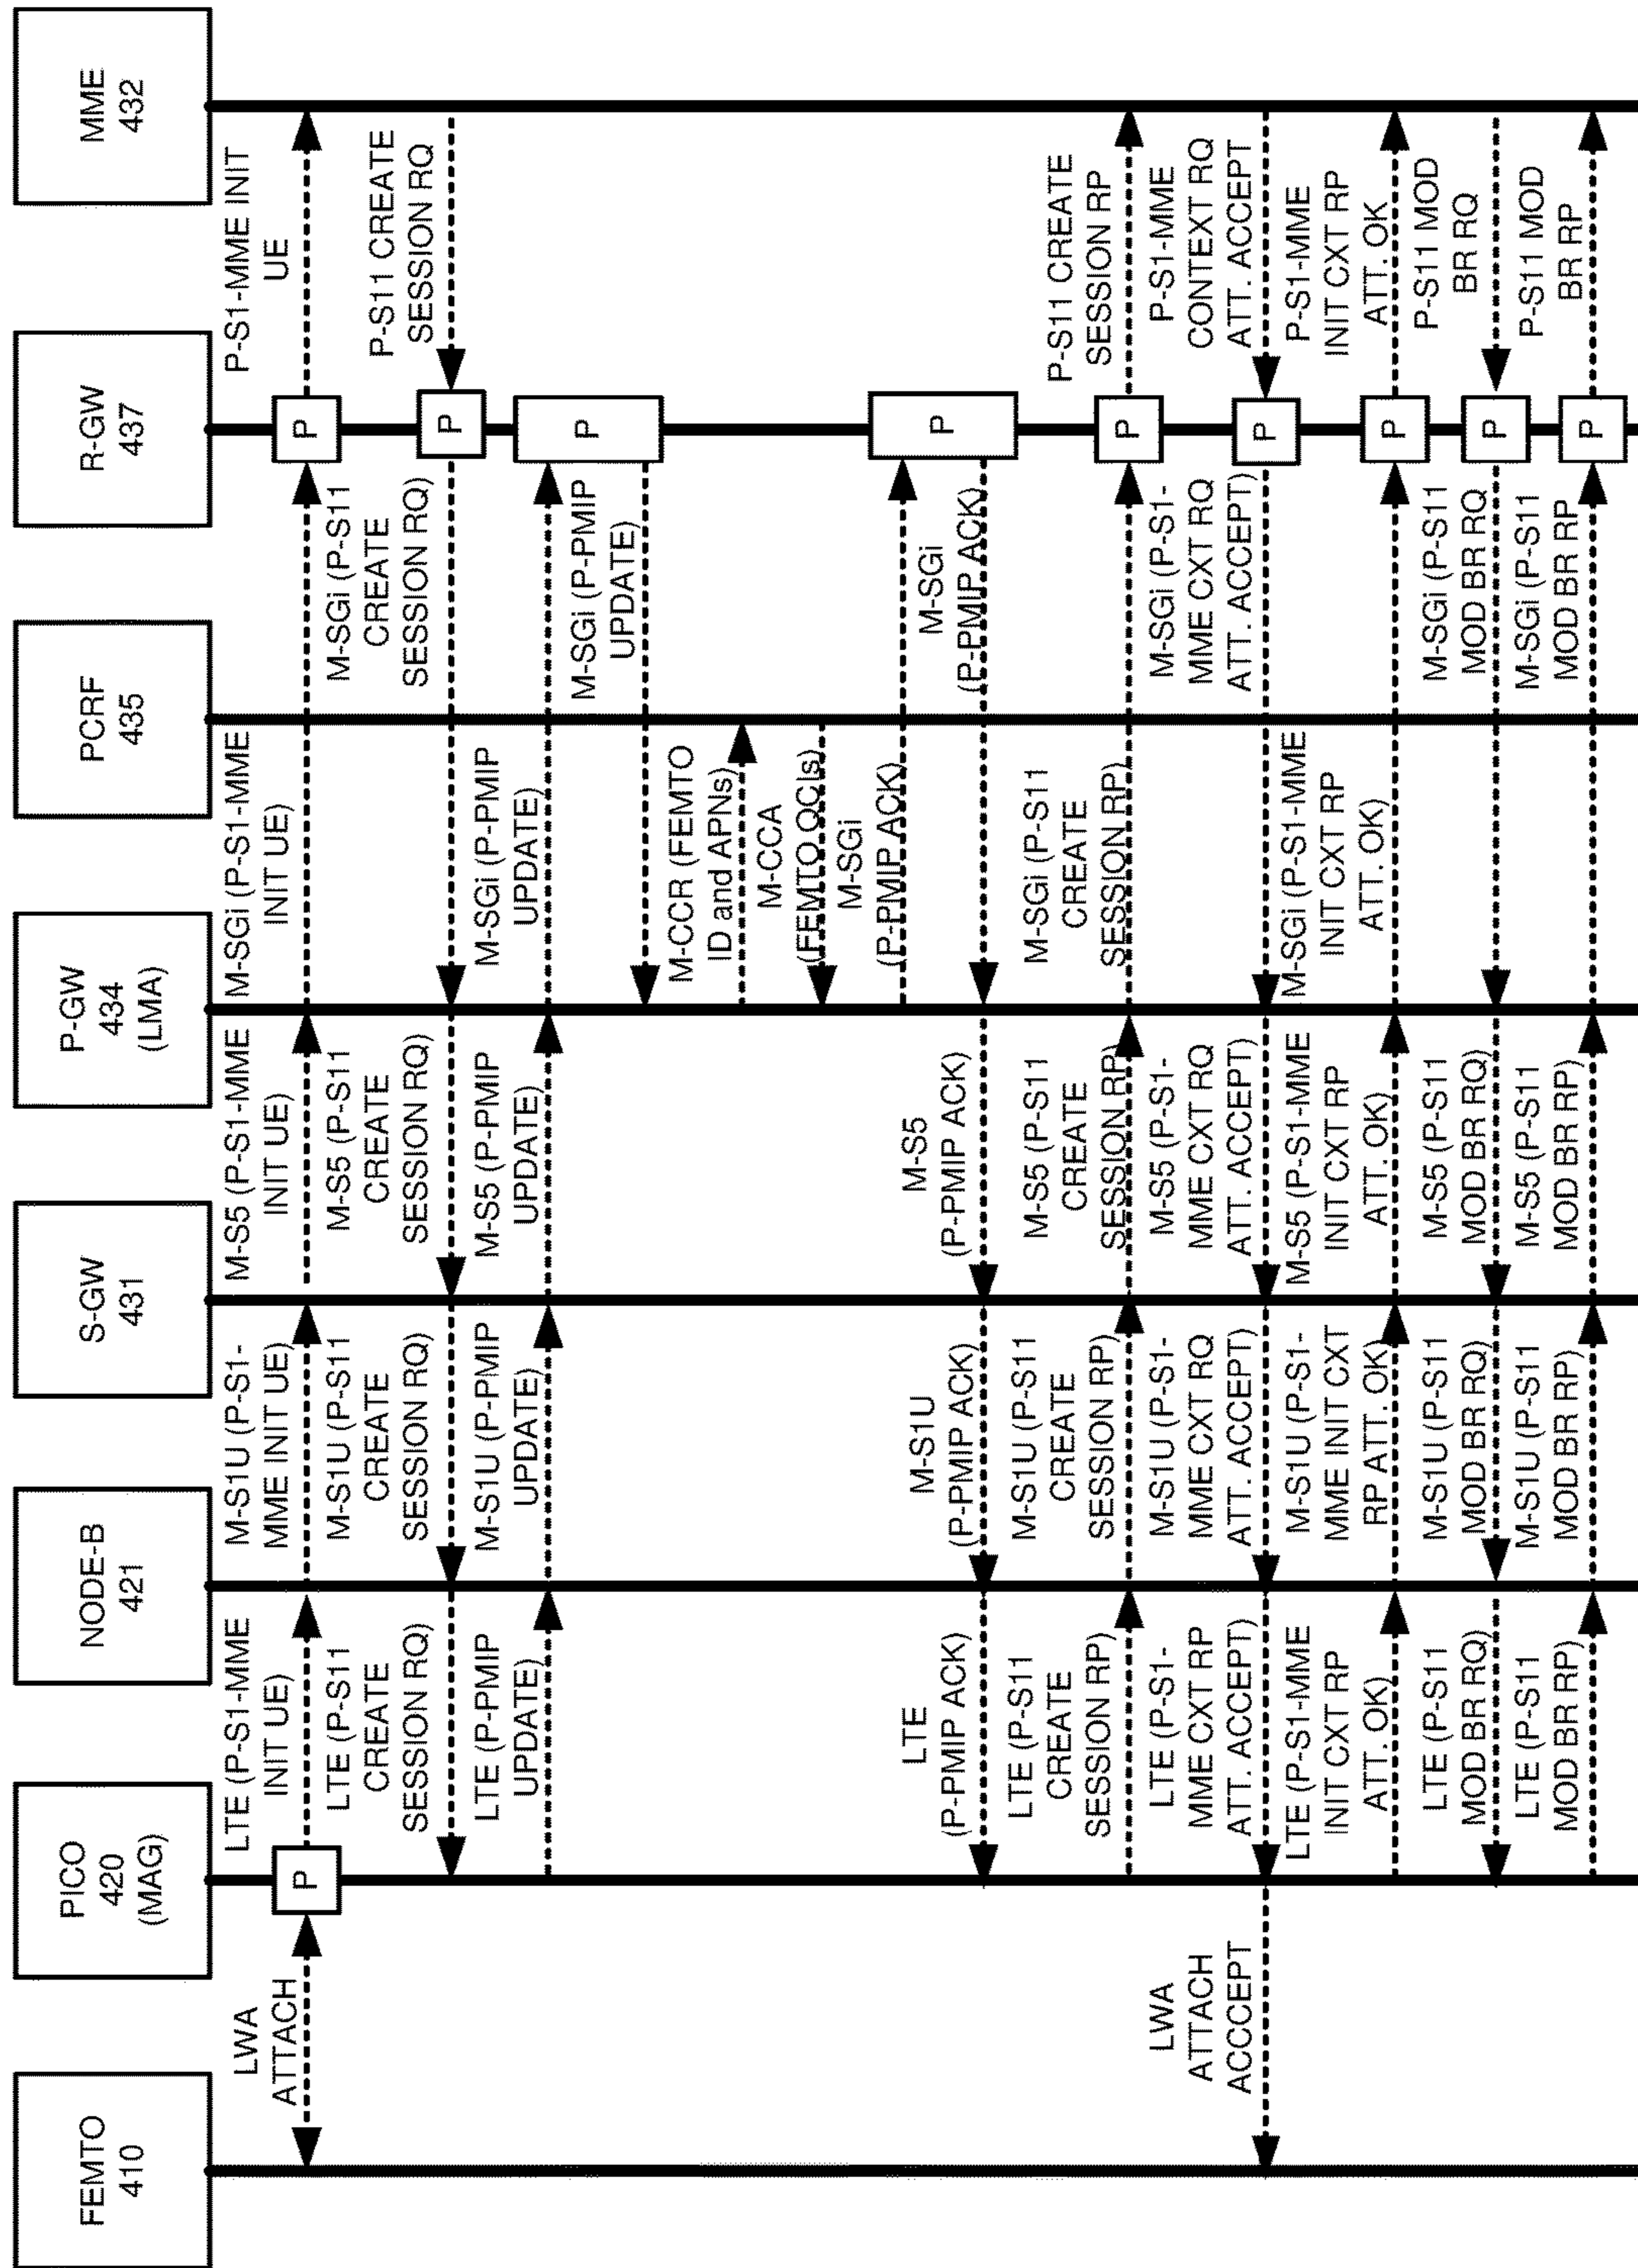 FEMTO
410
PICO
420
(MAG)
NODE-B
421
S-GW
431
P-GW
434
(LMA)
PCRF
435
R-GW
437
MME
432
LWA
ATTACH
P
LTE (P-S1-MME
INIT UE)
M-S1U (P-S1-
MME INIT UE)
M-S5 (P-S1-MME
INIT UE)
M-SGi (P-S1-MME
INIT UE)
P
P-S1-MME INIT
UE
LTE (P-S11
CREATE
SESSION RQ)
M-S1U (P-S11
CREATE
SESSION RQ)
M-S5 (P-S11
CREATE
SESSION RQ)
M-SGi (P-S11
CREATE
SESSION RQ)
P
P-S11 CREATE
SESSION RQ
LTE (P-PMIP
UPDATE)
M-S1U (P-PMIP
UPDATE)
M-S5 (P-PMIP
UPDATE)
M-SGi (P-PMIP
UPDATE)
P
M-SGi (P-PMIP
UPDATE)
M-CCR (FEMTO
ID and APNs)
M-CCA
(FEMTO QCIs)
M-SGi
(P-PMIP ACK)
P
LTE
(P-PMIP ACK)
M-S1U
(P-PMIP ACK)
M-S5
(P-PMIP ACK)
M-SGi
(P-PMIP ACK)
LTE (P-S11
CREATE
SESSION RP)
M-S1U (P-S11
CREATE
SESSION RP)
M-S5 (P-S11
CREATE
SESSION RP)
M-SGi (P-S11
CREATE
SESSION RP)
P
P-S11 CREATE
SESSION RP
LWA
ATTACH
ACCCEPT
LTE (P-S1-
MME CXT RP
ATT. ACCEPT)
M-S1U (P-S1-
MME CXT RQ
ATT. ACCEPT)
M-S5 (P-S1-
MME CXT RQ
ATT. ACCEPT)
M-SGi (P-S1-
MME CXT RQ
ATT. ACCEPT)
P
P-S1-MME
CONTEXT RQ
ATT. ACCEPT
LTE (P-S1-MME
INIT CXT RP
ATT. OK)
M-S1U (P-S1-
MME INIT CXT
RP ATT. OK)
M-S5 (P-S1-MME
INIT CXT RP
ATT. OK)
M-SGi (P-S1-MME
INIT CXT RP
ATT. OK)
P
P-S1-MME
INIT CXT RP
ATT. OK
LTE (P-S11
MOD BR RQ)
M-S1U (P-S11
MOD BR RQ)
M-S5 (P-S11
MOD BR RQ)
M-SGi (P-S11
MOD BR RQ)
P
P-S11 MOD
BR RQ
LTE (P-S11
MOD BR RP)
M-S1U (P-S11
MOD BR RP)
M-S5 (P-S11
MOD BR RP)
M-SGi (P-S11
MOD BR RP)
P
P-S11 MOD
BR RP